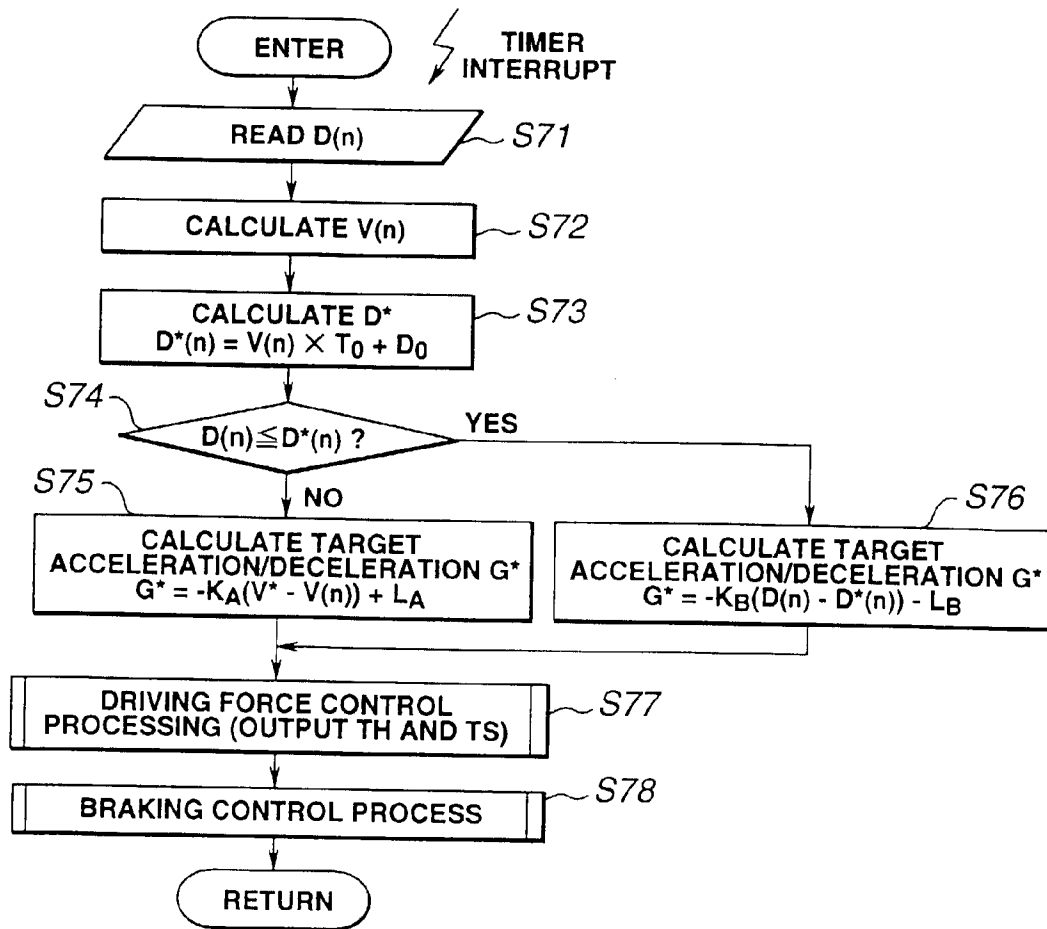 ENTER
TIMER
INTERRUPT
READ D(n)
S71
CALCULATE V(n)
S72
CALCULATE D*
D*(n) = V(n) × T0 + D0
S73
S74
D(n)≦D*(n) ?
YES
NO
S75
CALCULATE TARGET
ACCELERATION/DECELERATION G*
G* = -KA(V* - V(n)) + LA
S76
CALCULATE TARGET
ACCELERATION/DECELERATION G*
G* = -KB(D(n) - D*(n)) - LB
DRIVING FORCE CONTROL
PROCESSING (OUTPUT TH AND TS)
S77
BRAKING CONTROL PROCESS
S78
RETURN